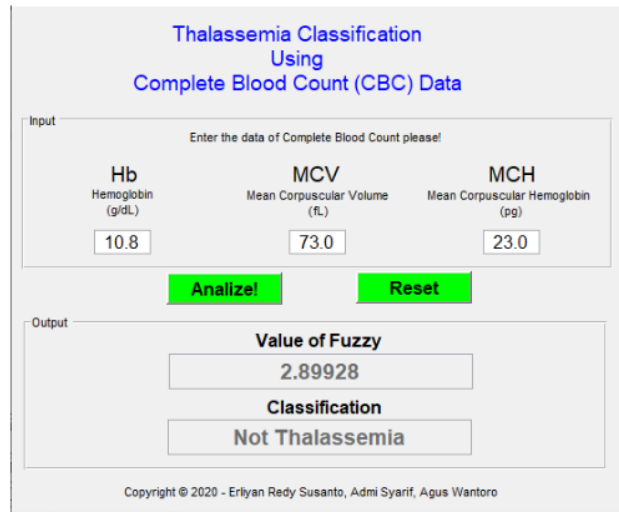 Thalassemia Classification
Using
Complete Blood Count (CBC) Data
Input
Enter the data of Complete Blood Count please!
Hb MCV MCH
Hemoglobin Mean Corpuscular Volume Mean Corpuscular Hemoglobin
(g/dL) (fL) (pg)
10.8 73.0 23.0
Analize! Reset
Output
Value of Fuzzy
2.89928
Classification
Not Thalassemia
Copyright © 2020 - Erliyan Redy Susanto, Admi Syarif, Agus Wantoro